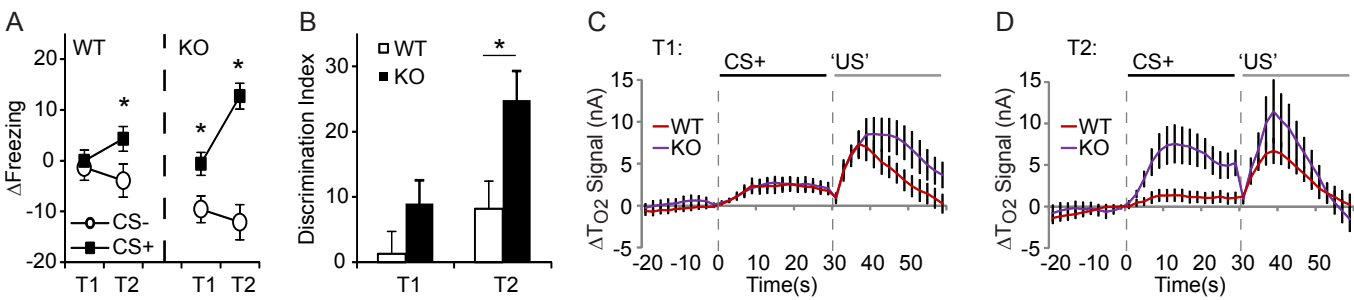 A
WT
KO
ΔFreezing
20
10
0
-10
-20
*
*
*
CS-
CS+
T1 T2
T1 T2
B
Discrimination Index
30
20
10
0
WT
KO
*
T1
T2
C
T1:
CS+
'US'
ΔTO2 Signal (nA)
15
10
5
0
-5
WT
KO
-20 -10 0 10 20 30 40 50
Time(s)
D
T2:
CS+
'US'
ΔTO2 Signal (nA)
15
10
5
0
-5
WT
KO
-20 -10 0 10 20 30 40 50
Time(s)